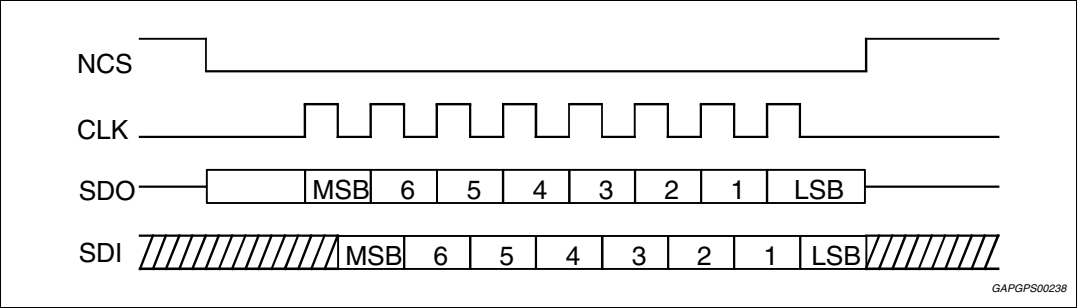 NCS
CLK
SDO MSB 6 5 4 3 2 1 LSB
SDI MSB 6 5 4 3 2 1 LSB
GAPGPS00238